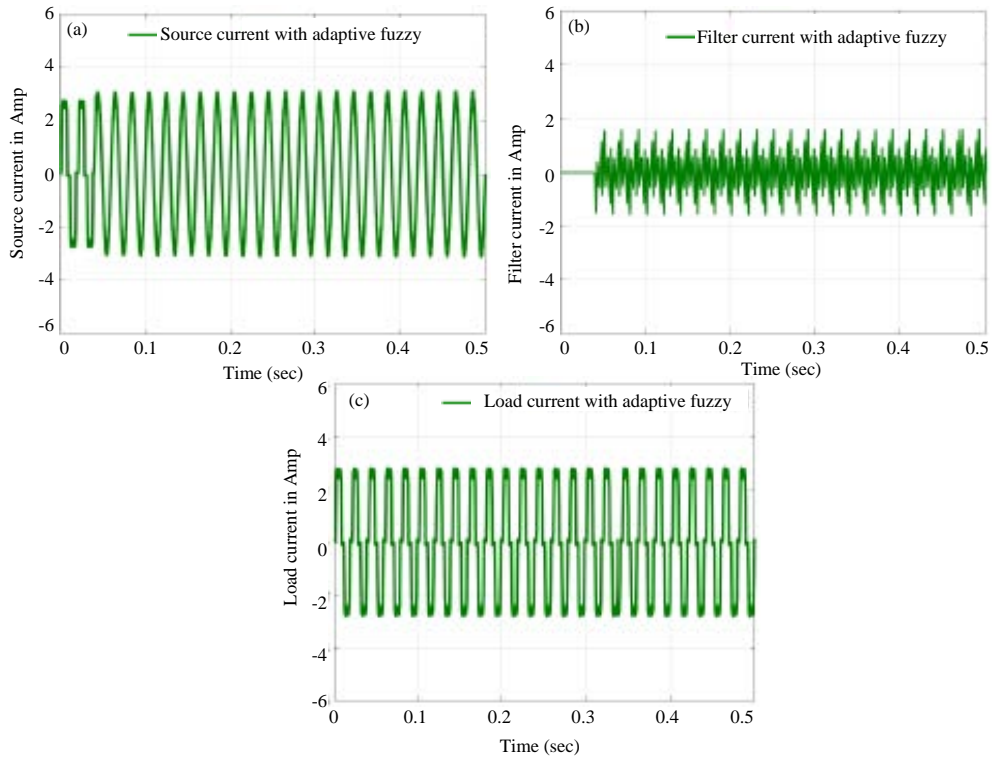 (a)
Source current with adaptive fuzzy
Source current in Amp
6
4
2
0
-2
-4
-6
0 0.1 0.2 0.3 0.4 0.5
Time (sec)
(b)
Filter current with adaptive fuzzy
Filter current in Amp
6
4
2
0
-2
-4
-6
0 0.1 0.2 0.3 0.4 0.5
Time (sec)
(c)
Load current with adaptive fuzzy
Load current in Amp
6
4
2
0
-2
-4
-6
0 0.1 0.2 0.3 0.4 0.5
Time (sec)